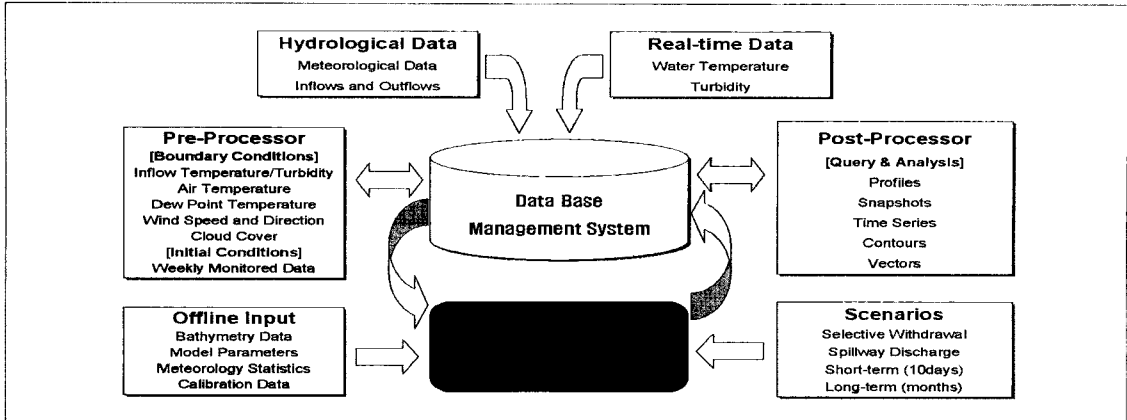 Hydrological Data
Meteorological Data
Inflows and Outflows
Real-time Data
Water Temperature
Turbidity
Pre-Processor
[Boundary Conditions]
Inflow Temperature/Turbidity
Air Temperature
Dew Point Temperature
Wind Speed and Direction
Cloud Cover
[Initial Conditions]
Weekly Monitored Data
Data Base
Management System
Post-Processor
[Query & Analysis]
Profiles
Snapshots
Time Series
Contours
Vectors
Offline Input
Bathymetry Data
Model Parameters
Meteorology Statistics
Calibration Data
Scenarios
Selective Withdrawal
Spillway Discharge
Short-term (10days)
Long-term (months)